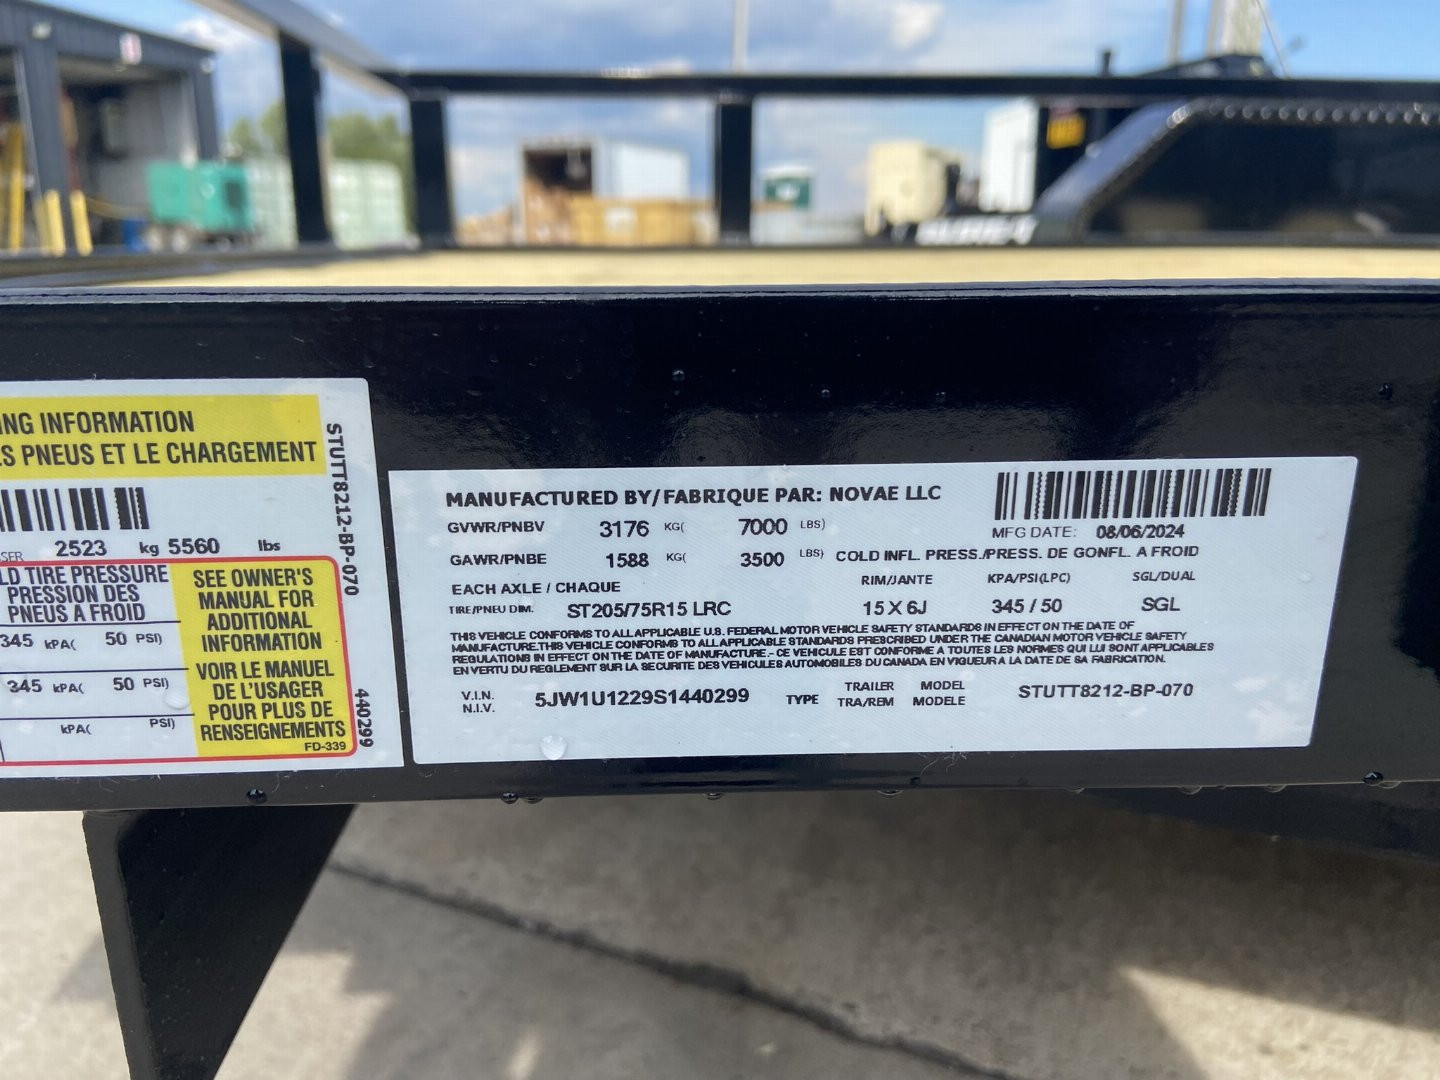 ING INFORMATION
ES PNEUS ET LE CHARGEMENT
STUTT8212-BP-070
2523 kg 5560 lbs
LD TIRE PRESSURE
PRESSION DES
PNEUS A FROID
345 kPA( 50 PSI)
345 kPA( 50 PSI)
kPA( PSI)
SEE OWNER'S
MANUAL FOR
ADDITIONAL
INFORMATION
VOIR LE MANUEL
DE L'USAGER
POUR PLUS DE
RENSEIGNEMENTS
FD-339
440299
MANUFACTURED BY/FABRIQUE PAR: NOVAE LLC
GVWR/PNBV 3176 KG( 7000 LBS) MFG DATE: 08/06/2024
GAWR/PNBE 1588 KG( 3500 LBS) COLD INFL. PRESS./PRESS. DE GONFL. A FROID
EACH AXLE / CHAQUE RIM/JANTE KPA/PSI(LPC) SGL/DUAL
TIRE/PNEU DIM. ST205/75R15 LRC 15 X 6J 345 / 50 SGL
THIS VEHICLE CONFORMS TO ALL APPLICABLE U.S. FEDERAL MOTOR VEHICLE SAFETY STANDARDS IN EFFECT ON THE DATE OF
MANUFACTURE.THIS VEHICLE CONFORMS TO ALL APPLICABLE STANDARDS PRESCRIBED UNDER THE CANADIAN MOTOR VEHICLE SAFETY
REGULATIONS IN EFFECT ON THE DATE OF MANUFACTURE.- CE VEHICULE EST CONFORME A TOUTES LES NORMES QUI LUI SONT APPLICABLES
EN VERTU DU REGLEMENT SUR LA SECURITE DES VEHICULES AUTOMOBILES DU CANADA EN VIGUEUR A LA DATE DE SA FABRICATION.
V.I.N. 5JW1U1229S1440299 TYPE TRAILER MODEL STUTT8212-BP-070
N.I.V. TRA/REM MODELE